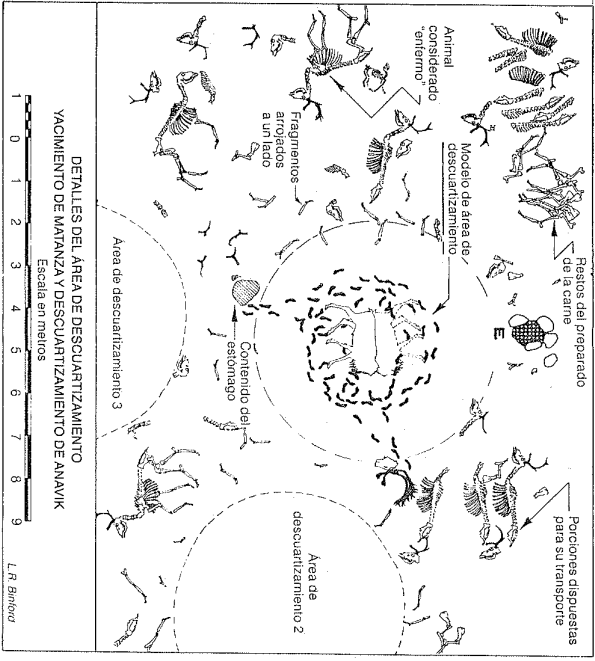 Restos del preparado
de la carne
Porciones dispuestas
para su transporte
Animal
considerado
"enfermo"
Modelo de área de
descuartizamiento
E
Fragmentos
arrojados
a un lado
Contenido del
estómago
Área de
descuartizamiento 2
Área de descuartizamiento 3
DETALLES DEL ÁREA DE DESCUARTIZAMIENTO
YACIMIENTO DE MATANZA Y DESCUARTIZAMIENTO DE ANAVIK
Escala en metros
1 0 1 2 3 4 5 6 7 8 9
L.R. Binford